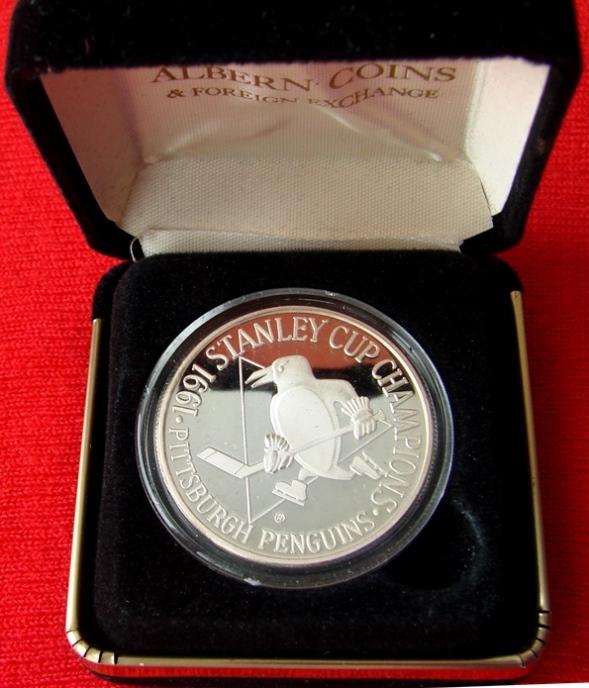 ALBERN COINS
& FOREIGN EXCHANGE
1991 STANLEY CUP CHAMPIONS
• PITTSBURGH PENGUINS •
®